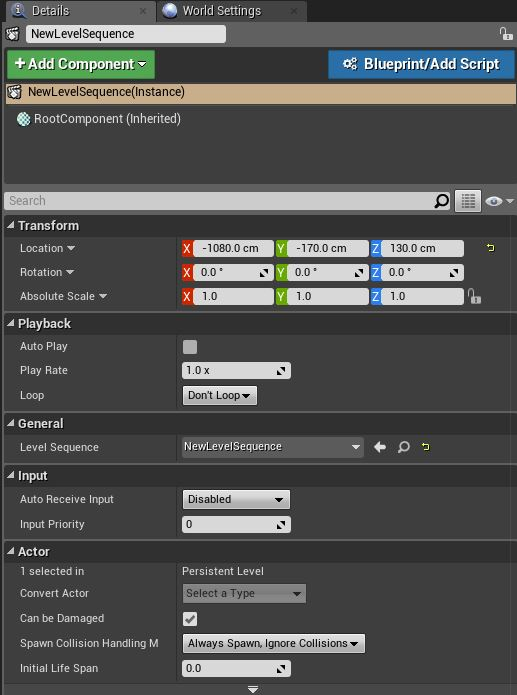 Details World Settings
NewLevelSequence
+Add Component Blueprint/Add Script
NewLevelSequence(Instance)
RootComponent (Inherited)
Search
Transform
Location X -1080.0 cm Y -170.0 cm Z 130.0 cm
Rotation X 0.0 ° Y 0.0 ° Z 0.0 °
Absolute Scale X 1.0 Y 1.0 Z 1.0
Playback
Auto Play
Play Rate 1.0 x
Loop Don't Loop
General
Level Sequence NewLevelSequence
Input
Auto Receive Input Disabled
Input Priority 0
Actor
1 selected in Persistent Level
Convert Actor Select a Type
Can be Damaged
Spawn Collision Handling M Always Spawn, Ignore Collisions
Initial Life Span 0.0